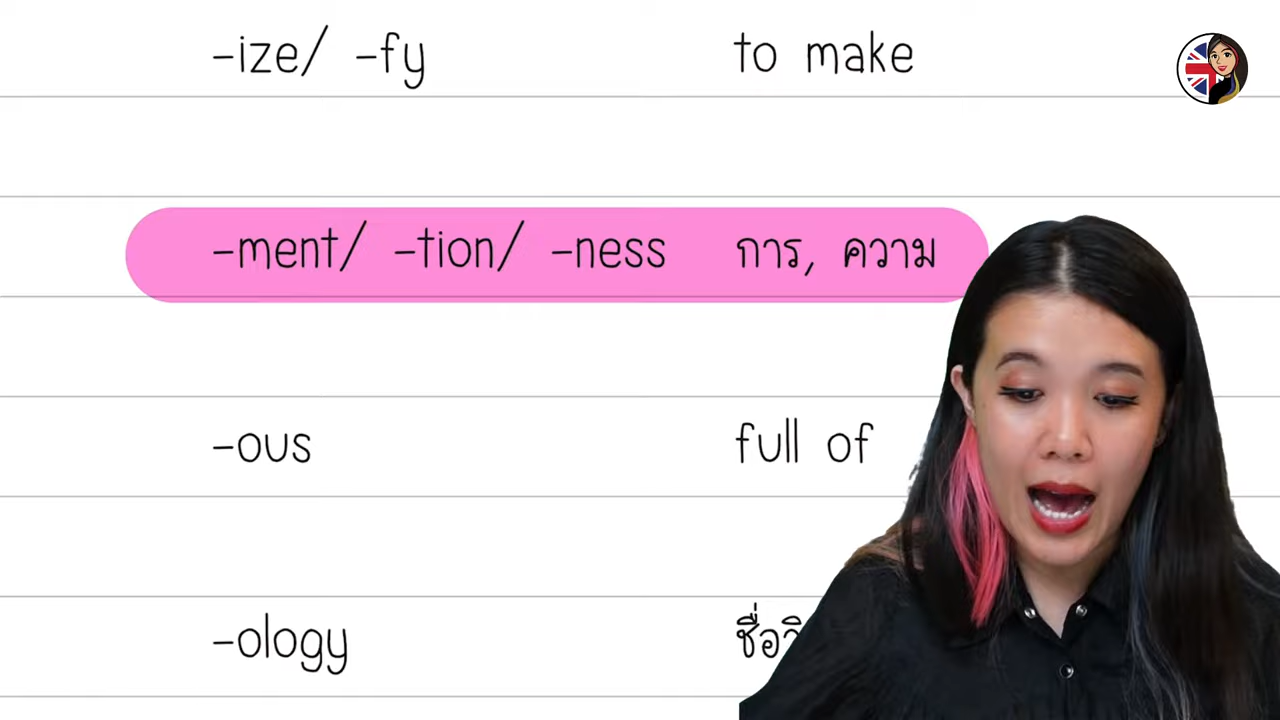 -ize/ -fy to make
-ment/ -tion/ -ness การ, ความ
-ous full of
-ology